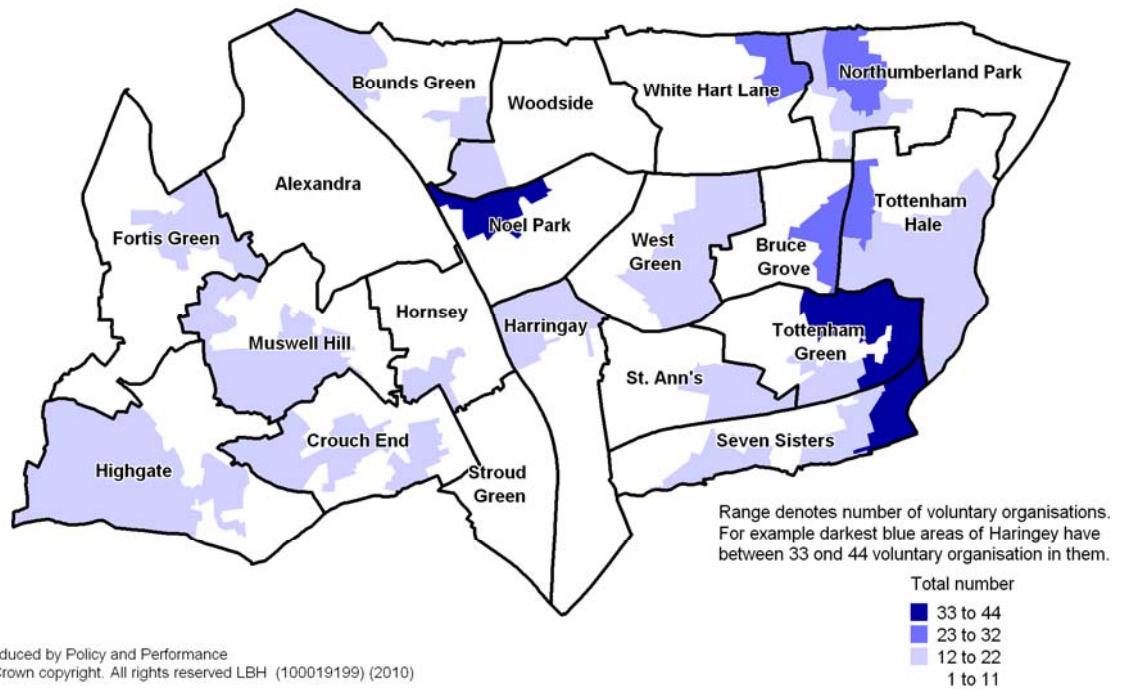 Bounds Green
Woodside
White Hart Lane
Northumberland Park
Alexandra
Noel Park
Fortis Green
West
Green
Bruce
Grove
Tottenham
Hale
Hornsey
Harringay
Muswell Hill
Tottenham
Green
St. Ann's
Crouch End
Seven Sisters
Highgate
Stroud
Green
Range denotes number of voluntary organisations.
For example darkest blue areas of Haringey have
between 33 ond 44 voluntary organisation in them.
Total number
33 to 44
23 to 32
12 to 22
1 to 11
duced by Policy and Performance
Crown copyright. All rights reserved LBH (100019199) (2010)